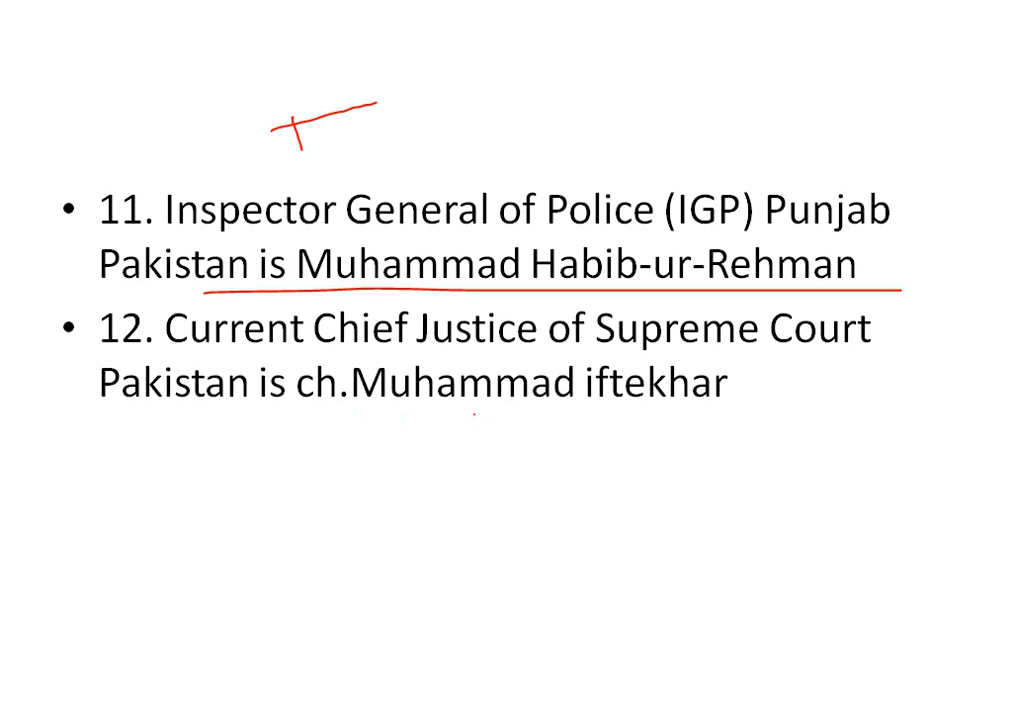 • 11. Inspector General of Police (IGP) Punjab
Pakistan is Muhammad Habib-ur-Rehman
• 12. Current Chief Justice of Supreme Court
Pakistan is ch.Muhammad iftekhar